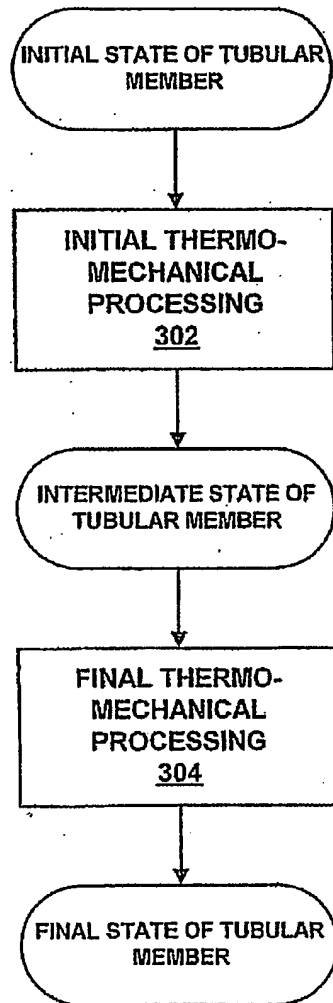 INITIAL STATE OF TUBULAR
MEMBER
INITIAL THERMO-
MECHANICAL
PROCESSING
302
INTERMEDIATE STATE OF
TUBULAR MEMBER
FINAL THERMO-
MECHANICAL
PROCESSING
304
FINAL STATE OF TUBULAR
MEMBER